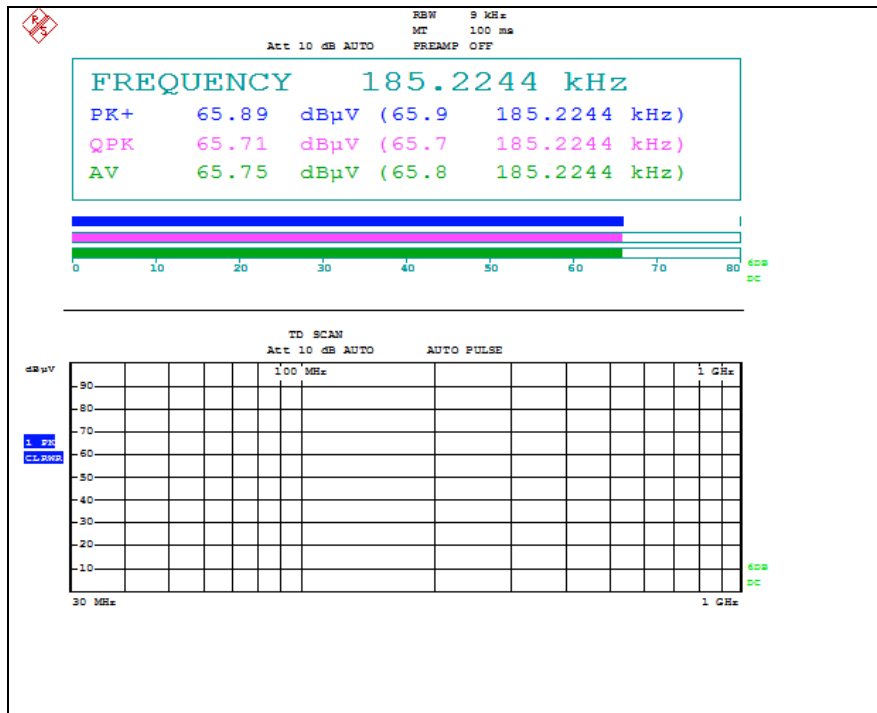 R S
RBW 9 kHz
MT 100 ms
Att 10 dB AUTO PREAMP OFF
FREQUENCY 185.2244 kHz
PK+ 65.89 dBµV (65.9 185.2244 kHz)
QPK 65.71 dBµV (65.7 185.2244 kHz)
AV 65.75 dBµV (65.8 185.2244 kHz)
0 10 20 30 40 50 60 70 80
6DB
DC
TD SCAN
Att 10 dB AUTO AUTO PULSE
dBµV
100 MHz 1 GHz
90
80
70
1 PK
60
CLRWR
50
40
30
20
10
6DB
DC
30 MHz 1 GHz